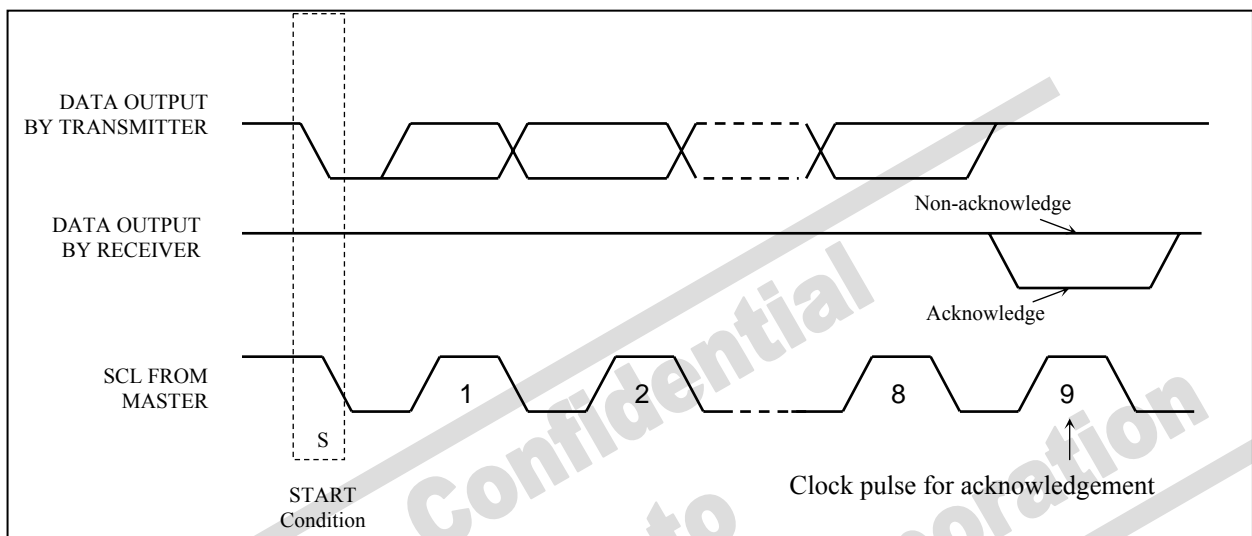 DATA OUTPUT
BY TRANSMITTER
DATA OUTPUT
BY RECEIVER
Non-acknowledge
Acknowledge
SCL FROM
MASTER
1
2
8
9
S
START
Condition
Clock pulse for acknowledgement
Confidential
to